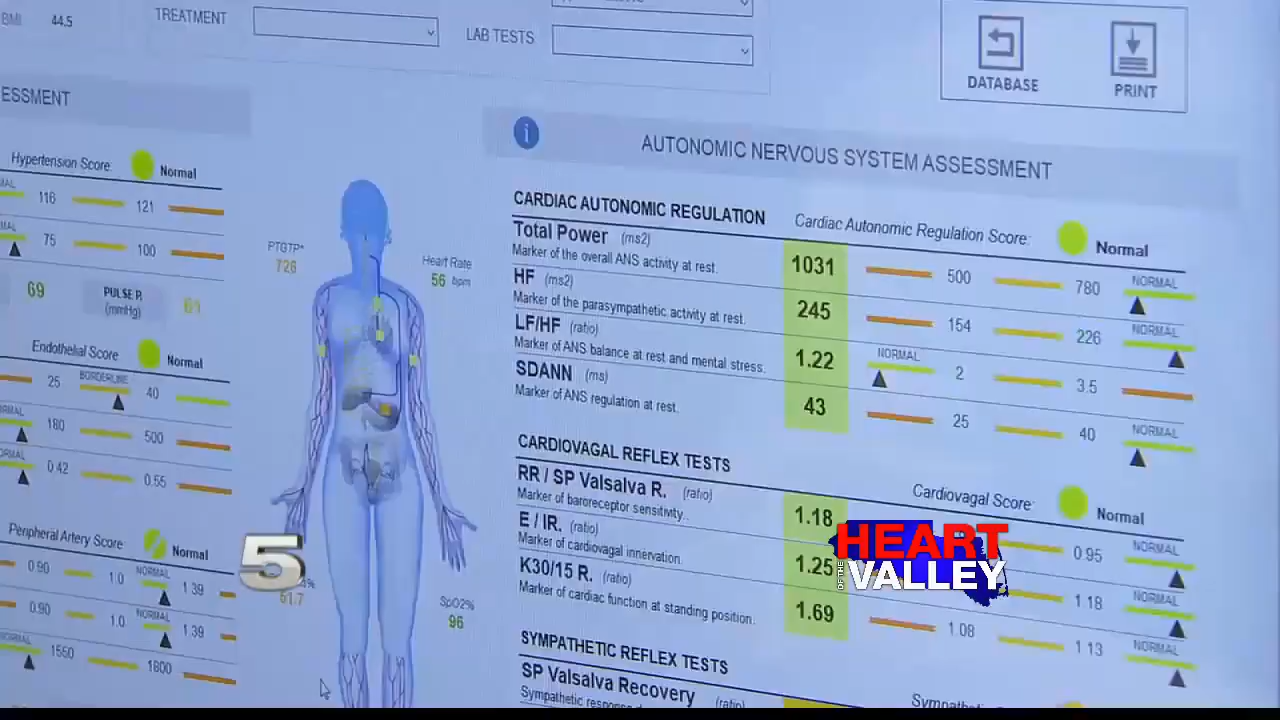 BMI 44.5
TREATMENT
LAB TESTS
DATABASE
PRINT
ESSMENT
Hypertension Score: Normal
MAL 116 121
MAL 75 100
69 PULSE P. (mmHg)
Endothelial Score Normal
25 BORDERLINE 40
RMAL 180 500
RMAL 0.42 0.55
Peripheral Artery Score Normal
0.90 1.0 NORMAL 1.39
0.90 1.0 NORMAL 1.39
NORMAL 1550 1800
PTGTP*
726
Heart Rate
56 bpm
SpO2%
96
5
i AUTONOMIC NERVOUS SYSTEM ASSESSMENT
CARDIAC AUTONOMIC REGULATION Cardiac Autonomic Regulation Score: Normal
Total Power (ms2) 1031 500 780 NORMAL
Marker of the overall ANS activity at rest.
HF (ms2) 245 154 226 NORMAL
Marker of the parasympathetic activity at rest.
LF/HF (ratio) 1.22 NORMAL 2 3.5
Marker of ANS balance at rest and mental stress.
SDANN (ms) 43 25 40 NORMAL
Marker of ANS regulation at rest.
CARDIOVAGAL REFLEX TESTS Cardiovagal Score: Normal
RR / SP Valsalva R. (ratio) 1.18 0.95 NORMAL
Marker of baroreceptor sensitivity..
E / IR. (ratio) 1.25 1.18 NORMAL
Marker of cardiovagal innervation.
K30/15 R. (ratio) 1.69 1.08 1.13 NORMAL
Marker of cardiac function at standing position.
HEART
OF THE VALLEY
SYMPATHETIC REFLEX TESTS
SP Valsalva Recovery (ratio)
Sympathetic